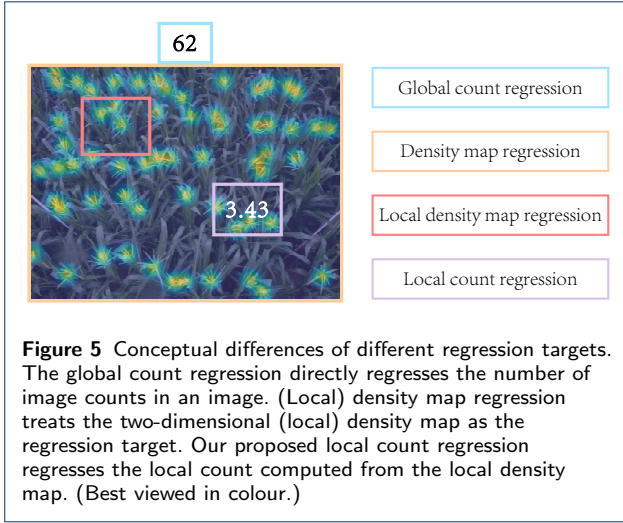 62
3.43
Global count regression
Density map regression
Local density map regression
Local count regression
Figure 5 Conceptual differences of different regression targets.
The global count regression directly regresses the number of
image counts in an image. (Local) density map regression
treats the two-dimensional (local) density map as the
regression target. Our proposed local count regression
regresses the local count computed from the local density
map. (Best viewed in colour.)